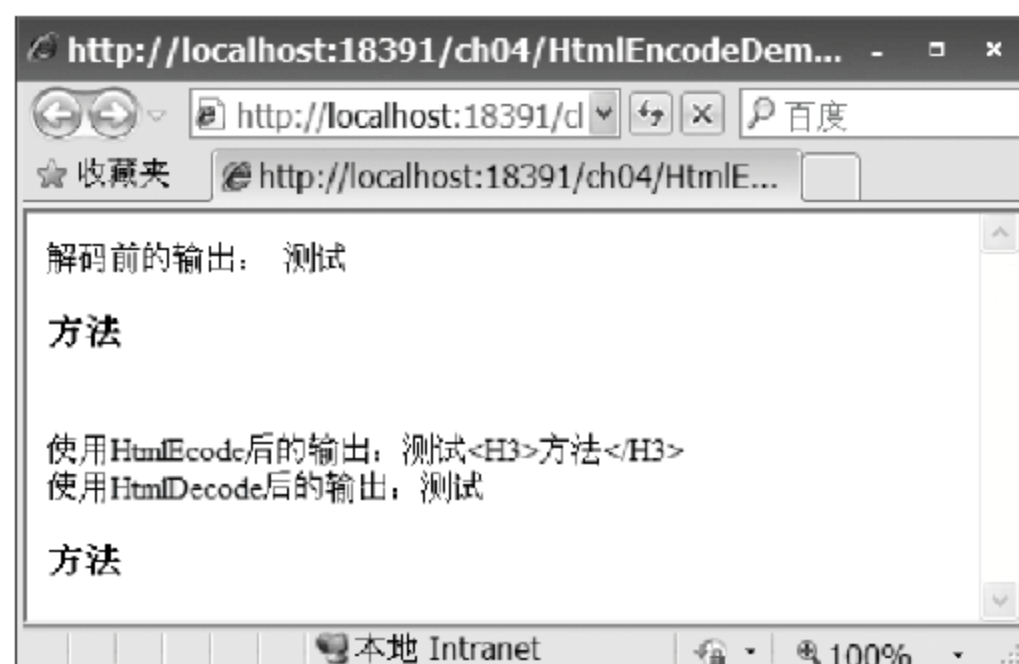 http://localhost:18391/ch04/HtmlEncodeDem...
http://localhost:18391/cl
百度
收藏夹
http://localhost:18391/ch04/HtmlE...
解码前的输出： 测试
方法
使用HtmlEcode后的输出：测试<H3>方法</H3>
使用HtmlDecode后的输出：测试
方法
本地 Intranet
100%